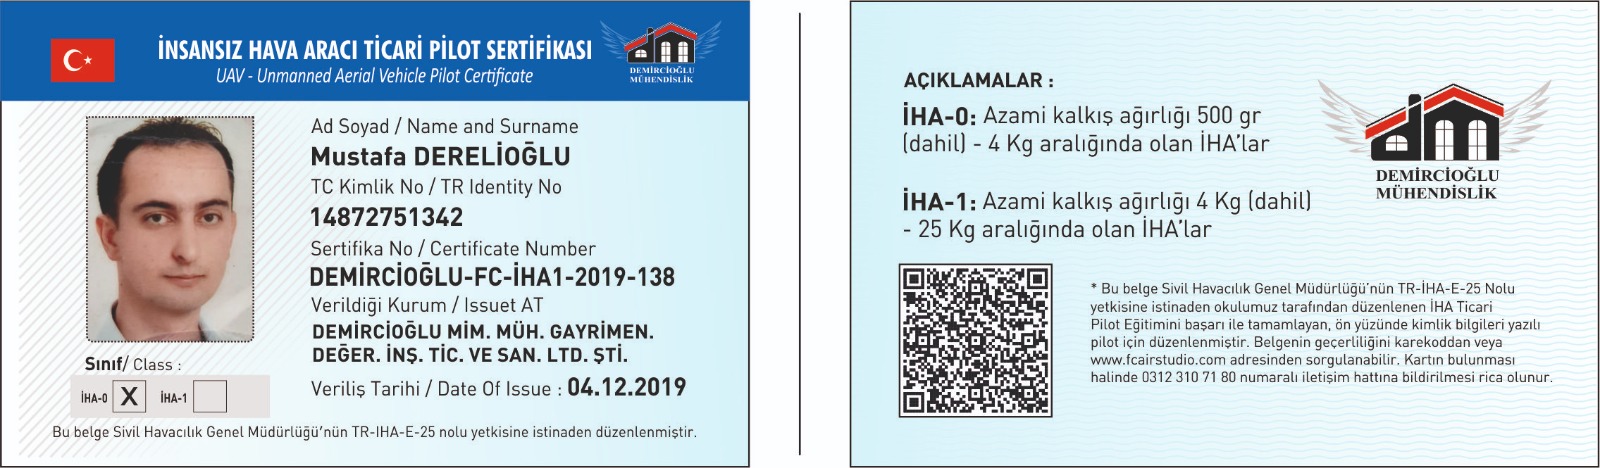 İNSANSIZ HAVA ARACI TİCARİ PİLOT SERTİFİKASI
UAV - Unmanned Aerial Vehicle Pilot Certificate
DEMİRCİOĞLU
MÜHENDİSLİK
Ad Soyad / Name and Surname
Mustafa DERELİOĞLU
TC Kimlik No / TR Identity No
14872751342
Sertifika No / Certificate Number
DEMİRCİOĞLU-FC-İHA1-2019-138
Verildiği Kurum / Issuet AT
DEMİRCİOĞLU MİM. MÜH. GAYRİMEN.
DEĞER. İNŞ. TİC. VE SAN. LTD. ŞTİ.
Veriliş Tarihi / Date Of Issue : 04.12.2019
Sınıf/ Class :
İHA-0 X İHA-1
Bu belge Sivil Havacılık Genel Müdürlüğü'nün TR-IHA-E-25 nolu yetkisine istinaden düzenlenmiştir.
AÇIKLAMALAR :
İHA-0: Azami kalkış ağırlığı 500 gr
(dahil) - 4 Kg aralığında olan İHA'lar
İHA-1: Azami kalkış ağırlığı 4 Kg (dahil)
- 25 Kg aralığında olan İHA'lar
DEMİRCİOĞLU
MÜHENDİSLİK
* Bu belge Sivil Havacılık Genel Müdürlüğü'nün TR-İHA-E-25 Nolu
yetkisine istinaden okulumuz tarafından düzenlenen İHA Ticari
Pilot Eğitimini başarı ile tamamlayan, ön yüzünde kimlik bilgileri yazılı
pilot için düzenlenmiştir. Belgenin geçerliliğini karekoddan veya
www.fcairstudio.com adresinden sorgulanabilir. Kartın bulunması
halinde 0312 310 71 80 numaralı iletişim hattına bildirilmesi rica olunur.